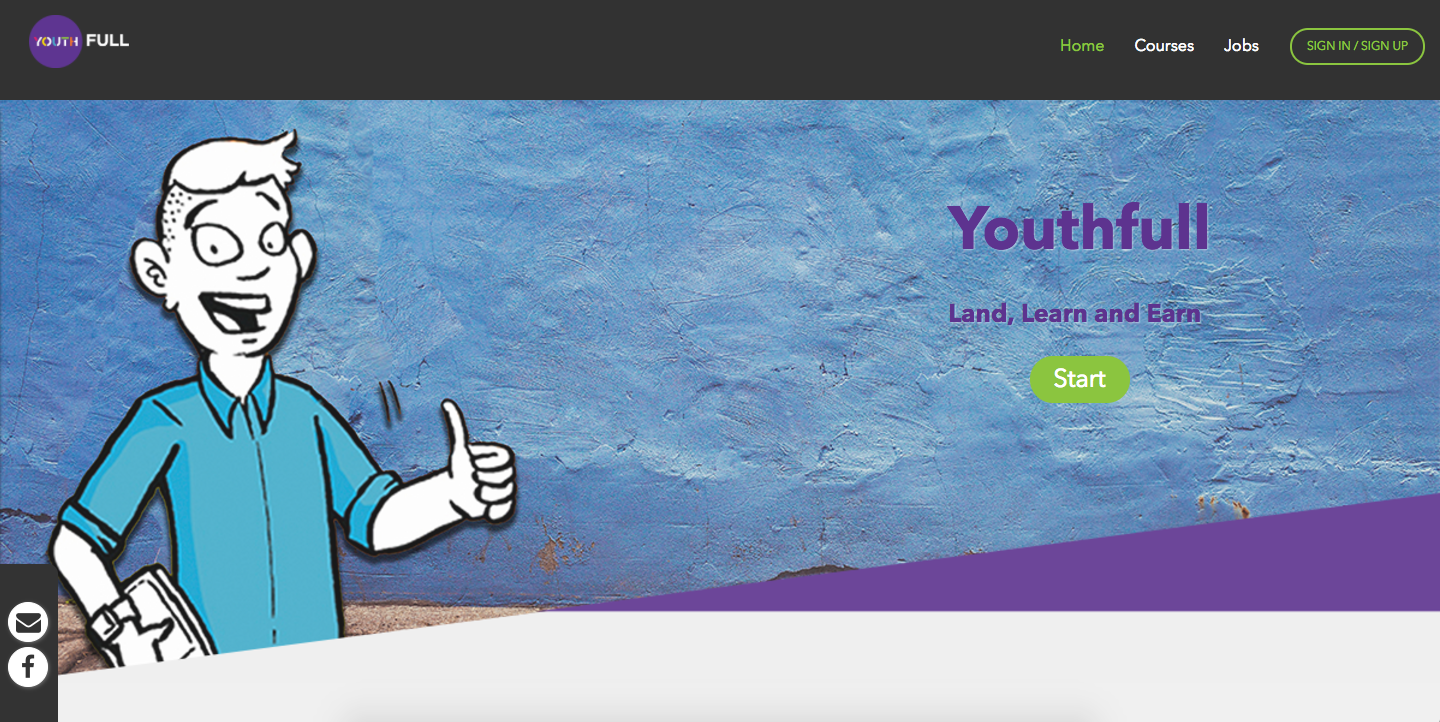 YOUTH FULL
Home Courses Jobs SIGN IN / SIGN UP
Youthfull
Land, Learn and Earn
Start